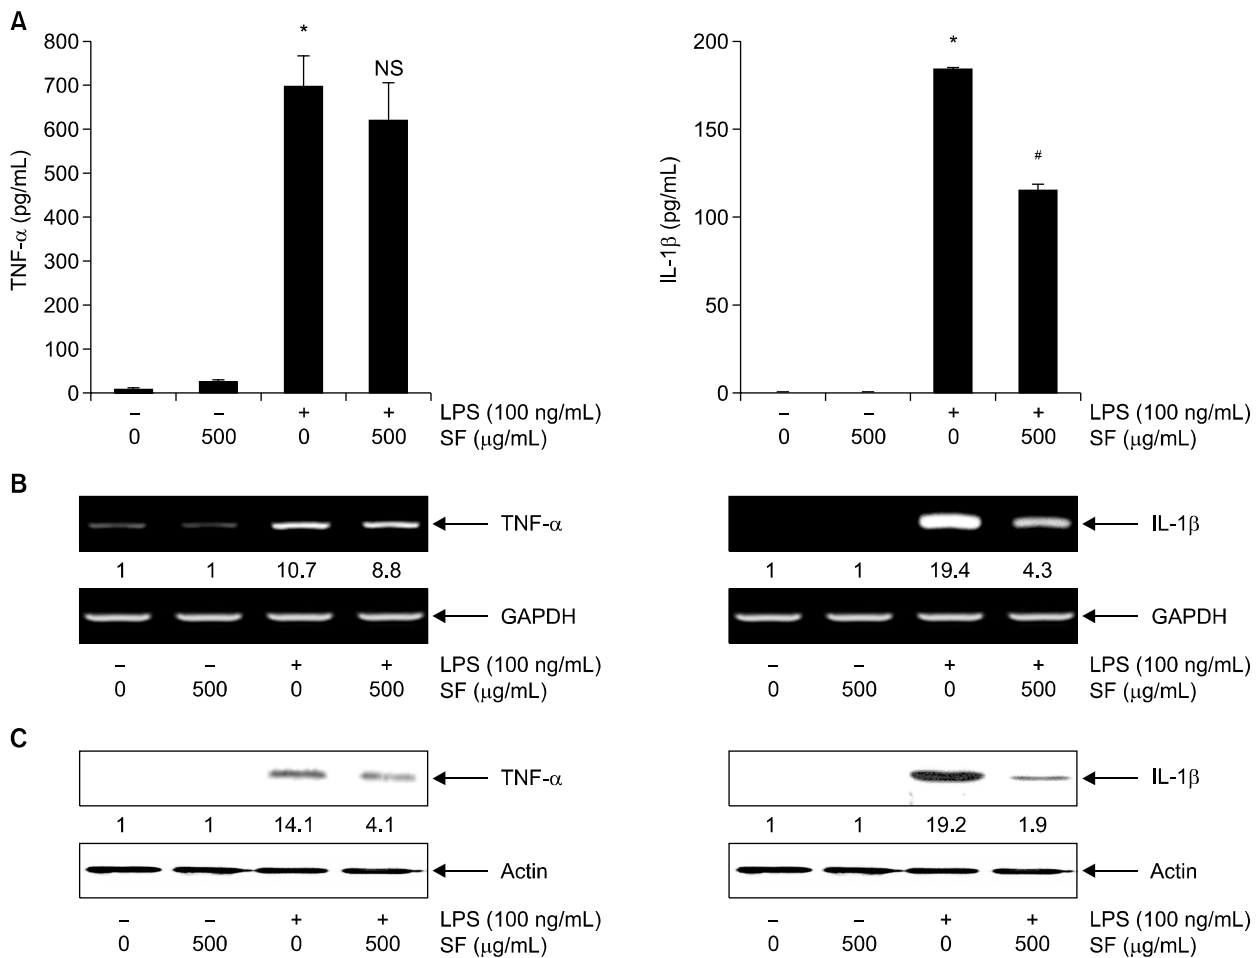 A
TNF-α (pg/mL)
800
700
600
500
400
300
200
100
0
*
NS
– – + + LPS (100 ng/mL)
0 500 0 500 SF (μg/mL)
IL-1β (pg/mL)
200
150
100
50
0
*
#
– – + + LPS (100 ng/mL)
0 500 0 500 SF (μg/mL)
B
TNF-α
1 1 10.7 8.8
GAPDH
– – + + LPS (100 ng/mL)
0 500 0 500 SF (μg/mL)
IL-1β
1 1 19.4 4.3
GAPDH
– – + + LPS (100 ng/mL)
0 500 0 500 SF (μg/mL)
C
TNF-α
1 1 14.1 4.1
Actin
– – + + LPS (100 ng/mL)
0 500 0 500 SF (μg/mL)
IL-1β
1 1 19.2 1.9
Actin
– – + + LPS (100 ng/mL)
0 500 0 500 SF (μg/mL)